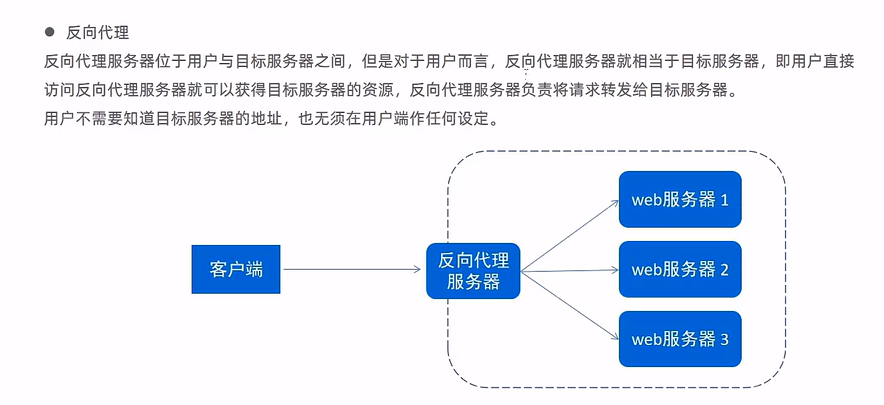 ● 反向代理
反向代理服务器位于用户与目标服务器之间，但是对于用户而言，反向代理服务器就相当于目标服务器，即用户直接
访问反向代理服务器就可以获得目标服务器的资源，反向代理服务器负责将请求转发给目标服务器。
用户不需要知道目标服务器的地址，也无须在用户端作任何设定。
web服务器 1
客户端
反向代理
服务器
web服务器 2
web服务器 3